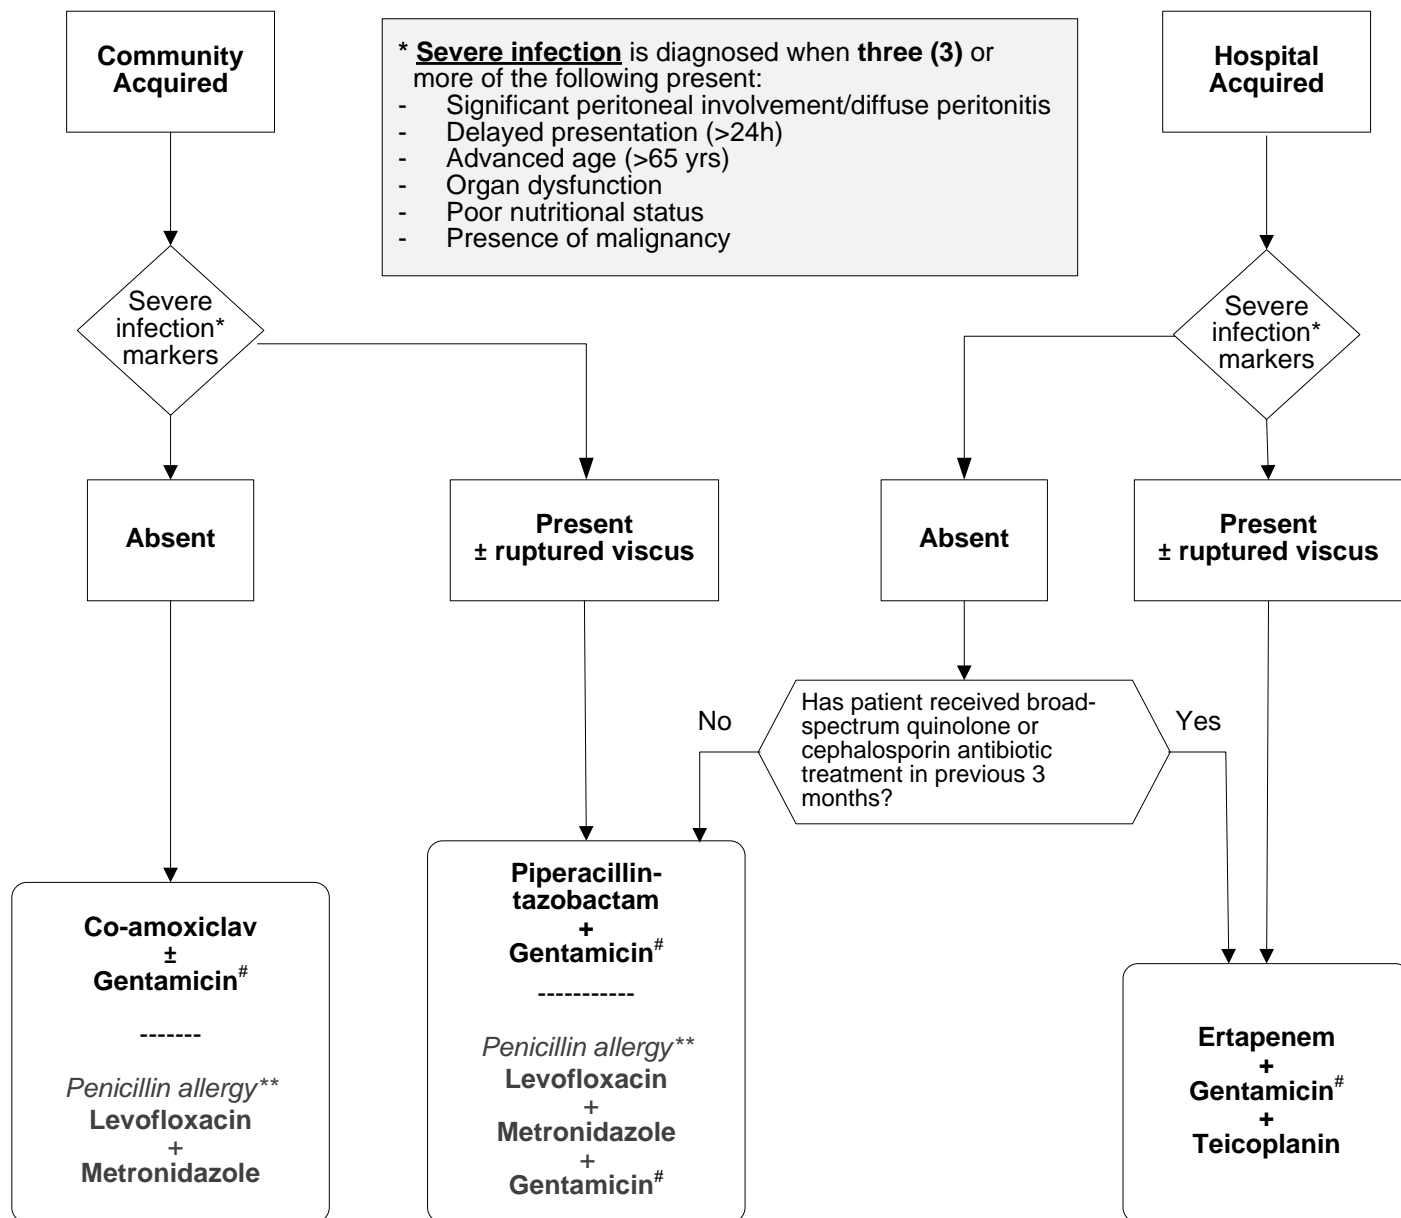 Community
Acquired
* Severe infection is diagnosed when three (3) or
more of the following present:
- Significant peritoneal involvement/diffuse peritonitis
- Delayed presentation (>24h)
- Advanced age (>65 yrs)
- Organ dysfunction
- Poor nutritional status
- Presence of malignancy
Hospital
Acquired
Severe
infection*
markers
Severe
infection*
markers
Absent
Present
± ruptured viscus
Absent
Present
± ruptured viscus
No
Has patient received broad-
spectrum quinolone or
cephalosporin antibiotic
treatment in previous 3
months?
Yes
Co-amoxiclav
±
Gentamicin#
-------
Penicillin allergy**
Levofloxacin
+
Metronidazole
Piperacillin-
tazobactam
+
Gentamicin#
-----------
Penicillin allergy**
Levofloxacin
+
Metronidazole
+
Gentamicin#
Ertapenem
+
Gentamicin#
+
Teicoplanin